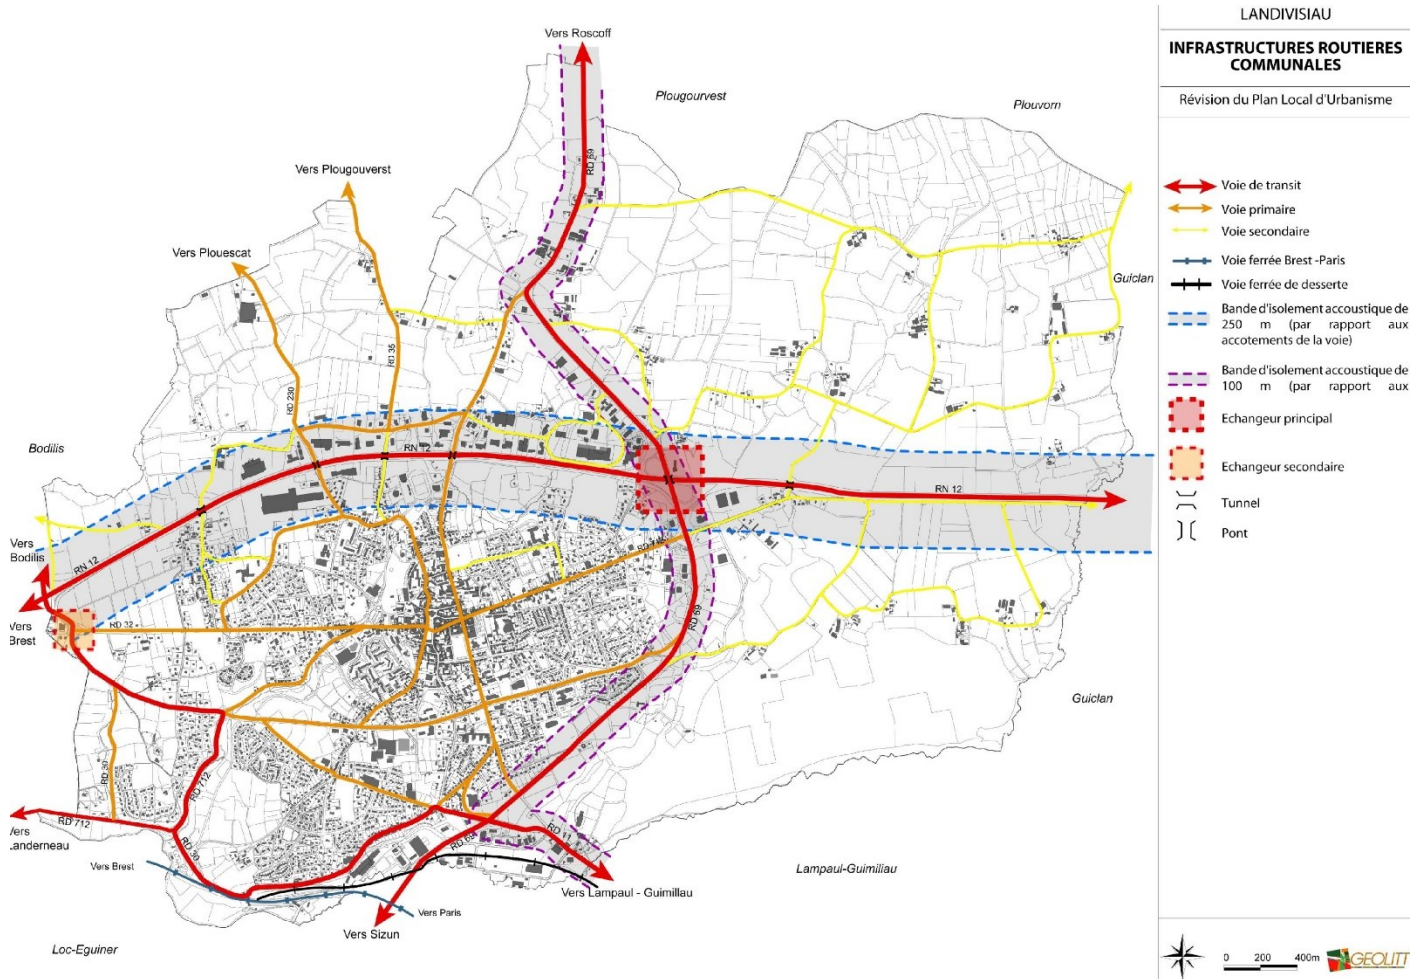 LANDIVISIAU
INFRASTRUCTURES ROUTIERES
COMMUNALES
Révision du Plan Local d'Urbanisme
Voie de transit
Voie primaire
Voie secondaire
Voie ferrée Brest -Paris
Voie ferrée de desserte
Bande d'isolement accoustique de
250 m (par rapport aux
accotements de la voie)
Bande d'isolement accoustique de
100 m (par rapport aux
Echangeur principal
Echangeur secondaire
Tunnel
Pont
0 200 400m
GEOLITT
Vers Roscoff
Plougourvest
Plouvorn
RD 69
Vers Plougouverst
Vers Plouescat
Guiclan
RD 35
RD 230
Bodilis
RN 12
RN 12
Vers
Bodilis
RN 12
Vers
Brest
RD 32
RD 69
Guiclan
RD 30
RD 712
RD 712
Vers
Landerneau
RD 30
RD 69
RD 11
Vers Brest
Lampaul-Guimiliau
Vers Lampaul - Guimillau
Vers Paris
Vers Sizun
Loc-Eguiner